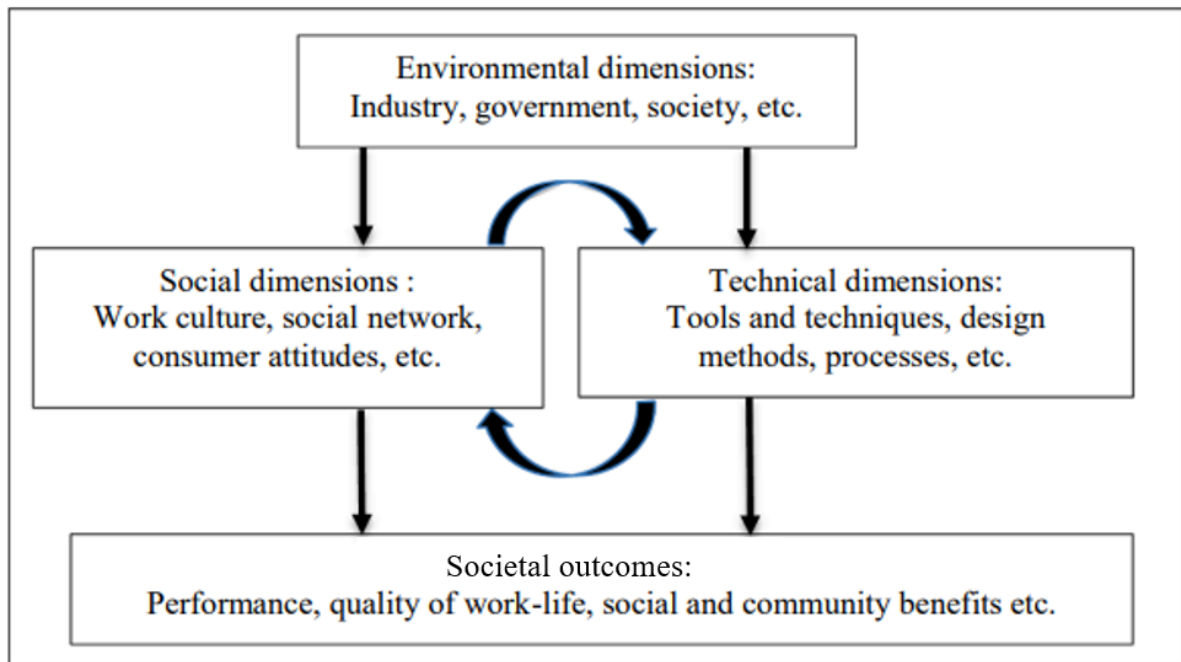 Environmental dimensions:
Industry, government, society, etc.
Social dimensions :
Work culture, social network,
consumer attitudes, etc.
Technical dimensions:
Tools and techniques, design
methods, processes, etc.
Societal outcomes:
Performance, quality of work-life, social and community benefits etc.